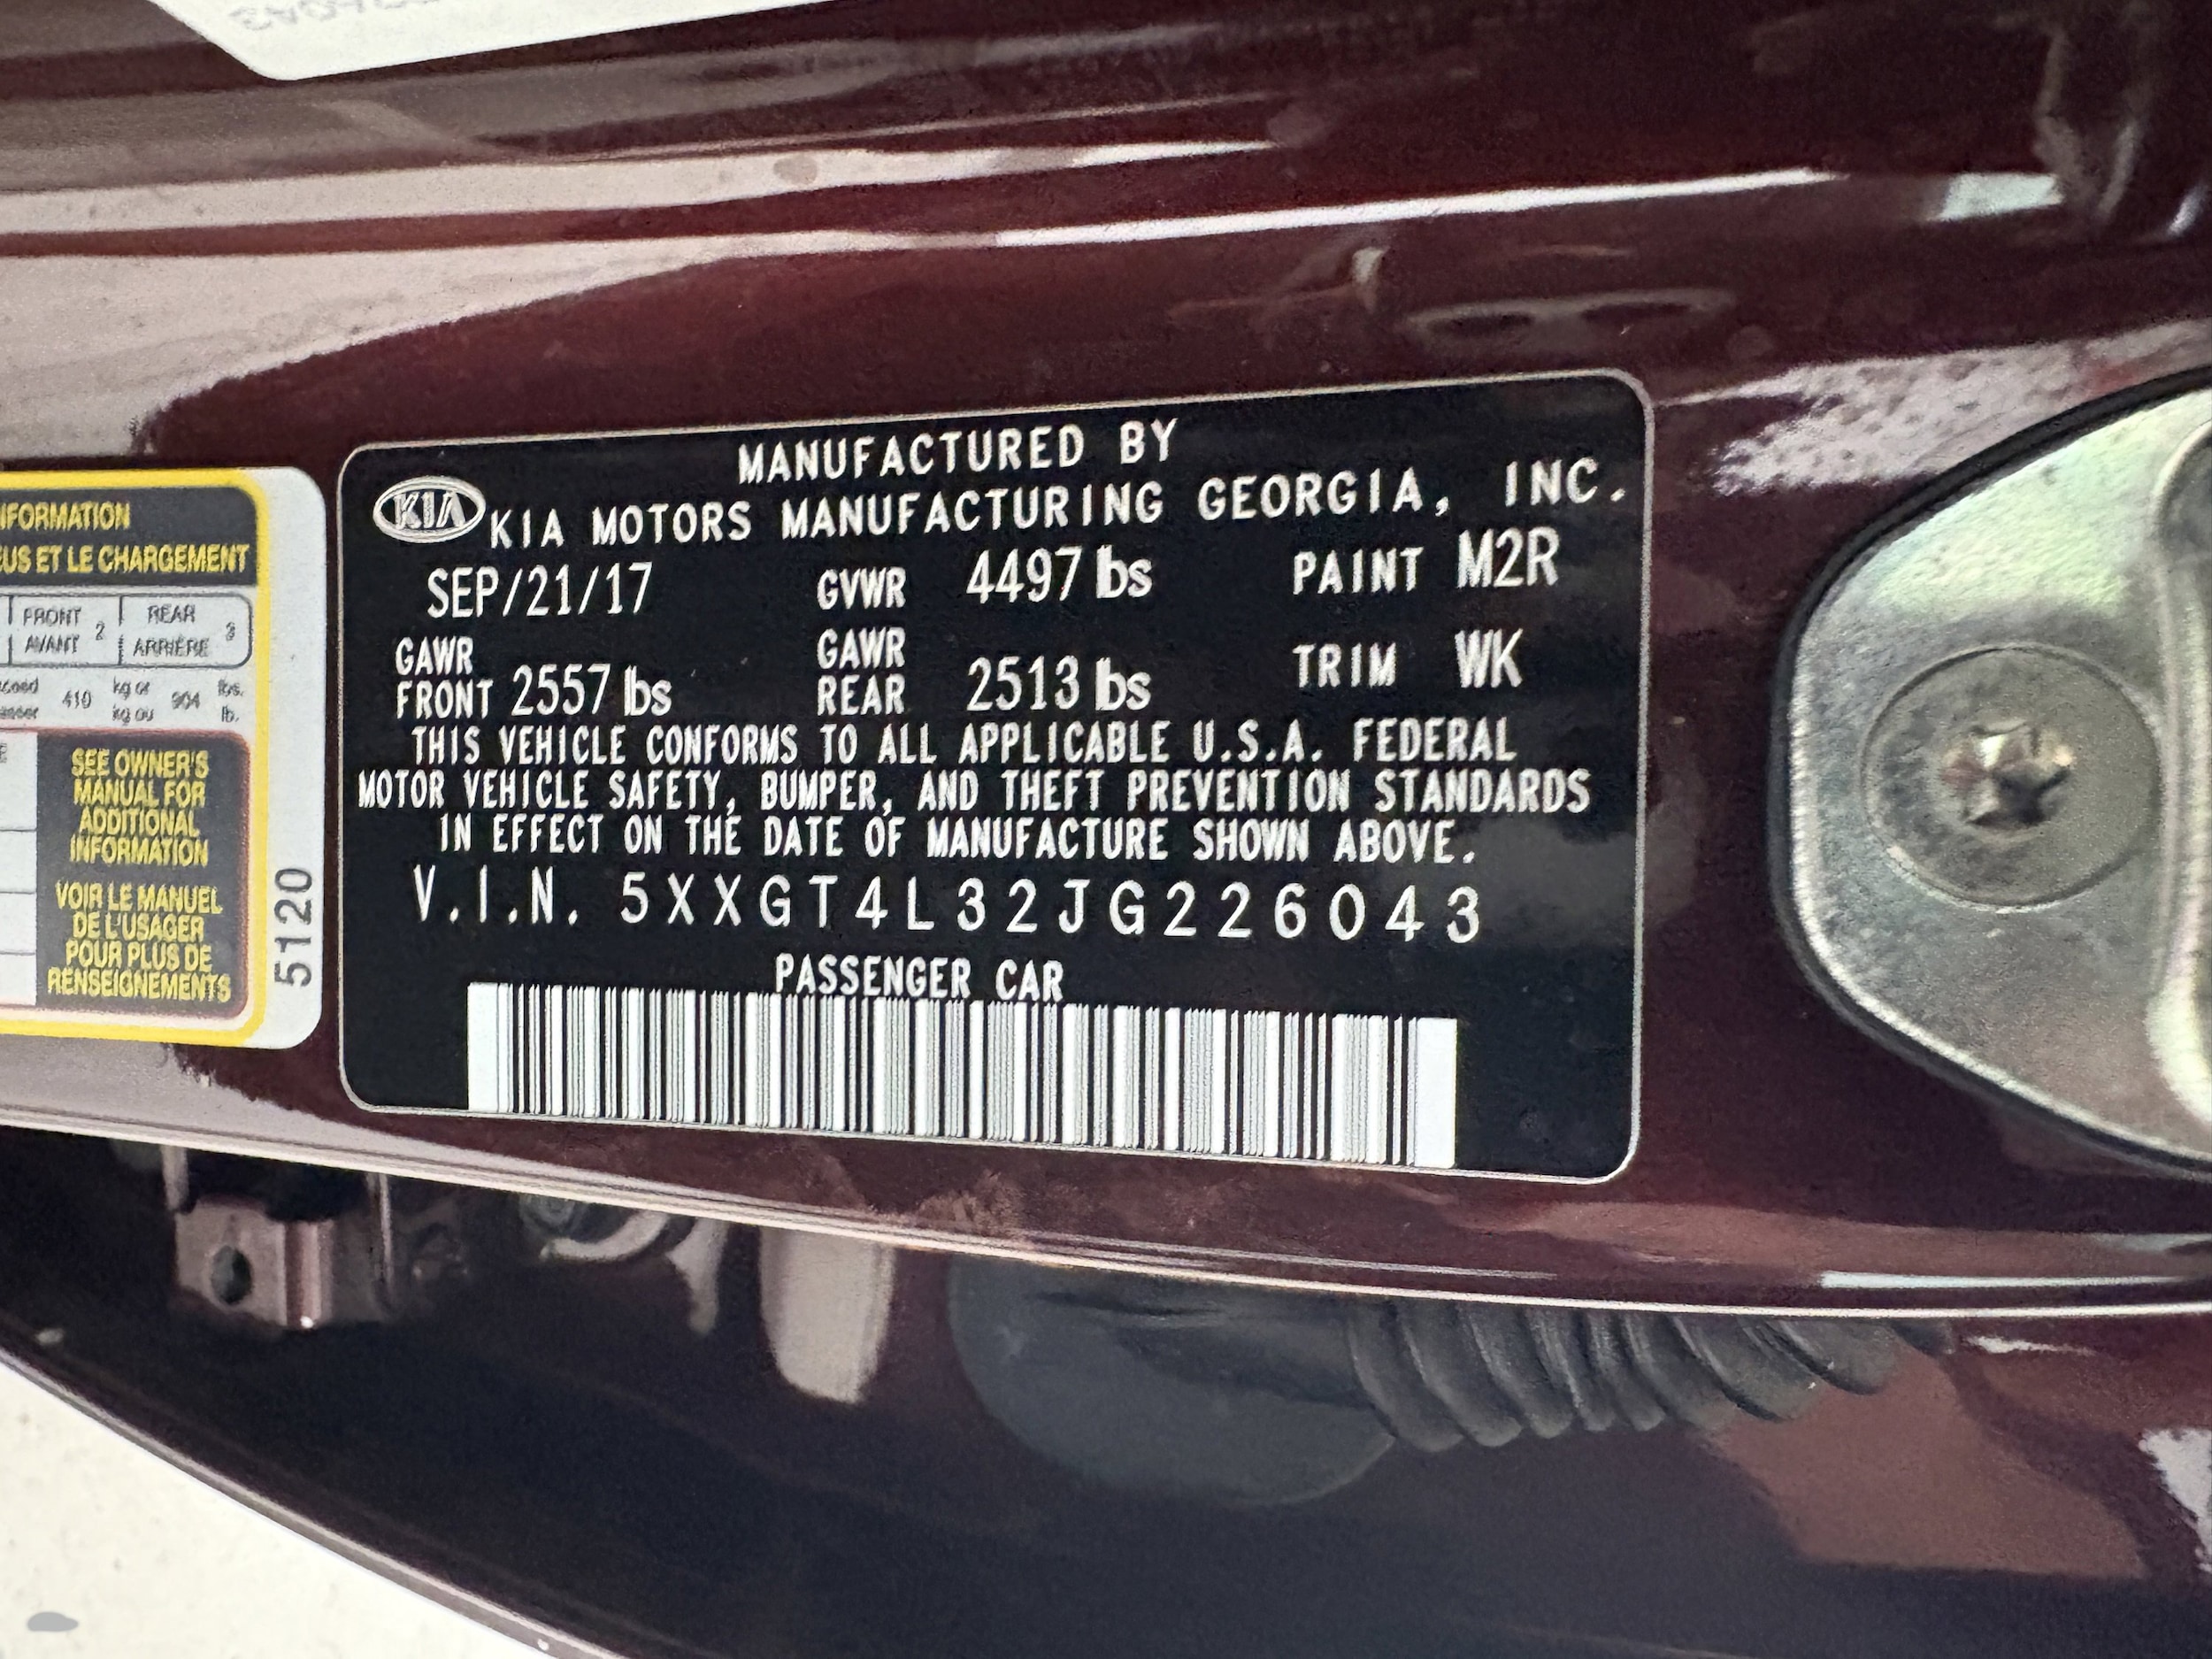 INFORMATION
EUS ET LE CHARGEMENT
FRONT
AVANT 2
REAR
ARRIÈRE 3
410 kg or
kg ou 904 lbs.
lb.
SEE OWNER'S
MANUAL FOR
ADDITIONAL
INFORMATION
VOIR LE MANUEL
DE L'USAGER
POUR PLUS DE
RENSEIGNEMENTS
5120
MANUFACTURED BY
KIA KIA MOTORS MANUFACTURING GEORGIA, INC.
SEP/21/17 GVWR 4497 lbs PAINT M2R
GAWR FRONT 2557 lbs GAWR REAR 2513 lbs TRIM WK
THIS VEHICLE CONFORMS TO ALL APPLICABLE U.S.A. FEDERAL
MOTOR VEHICLE SAFETY, BUMPER, AND THEFT PREVENTION STANDARDS
IN EFFECT ON THE DATE OF MANUFACTURE SHOWN ABOVE.
V.I.N. 5XXGT4L32JG226043
PASSENGER CAR